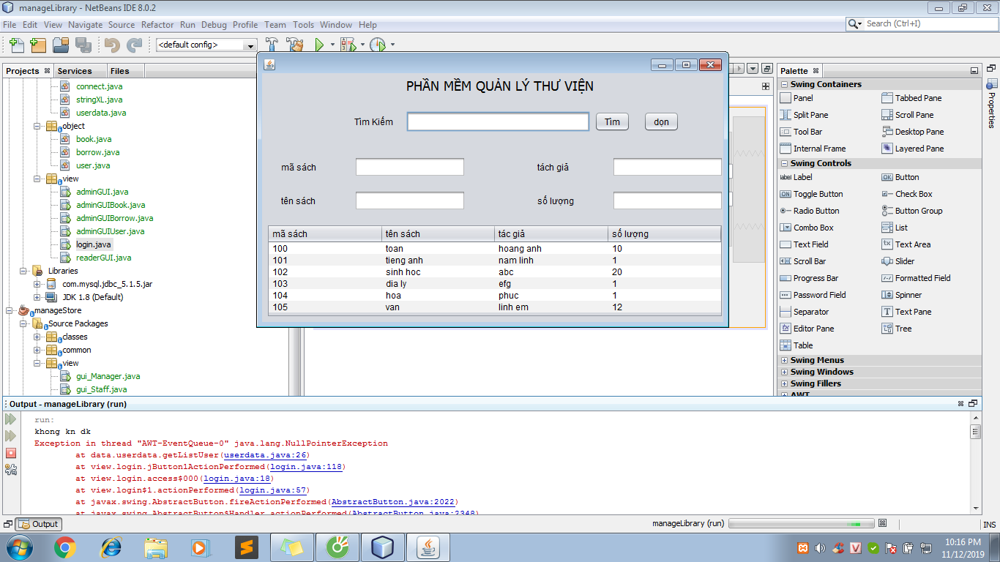 manageLibrary - NetBeans IDE 8.0.2
File Edit View Navigate Source Refactor Run Debug Profile Team Tools Window Help
Search (Ctrl+I)
<default config>
Projects
Services
Files
connect.java
stringXL.java
userdata.java
object
book.java
borrow.java
user.java
view
adminGUI.java
adminGUIBook.java
adminGUIBorrow.java
adminGUIUser.java
login.java
readerGUI.java
Libraries
com.mysql.jdbc_5.1.5.jar
JDK 1.8 (Default)
manageStore
Source Packages
classes
common
view
gui_Manager.java
gui_Staff.java
PHẦN MỀM QUẢN LÝ THƯ VIỆN
Tìm Kiếm
Tìm
dọn
mã sách
tách giả
tên sách
số lượng
mã sách tên sách tác giả số lượng
100 toan hoang anh 10
101 tieng anh nam linh 1
102 sinh hoc abc 20
103 dia ly efg 1
104 hoa phuc 1
105 van linh em 12
Palette
Swing Containers
Panel Tabbed Pane
Split Pane Scroll Pane
Tool Bar Desktop Pane
Internal Frame Layered Pane
Swing Controls
label Label OK Button
ON Toggle Button Check Box
Radio Button Button Group
Combo Box List
Text Field Text Area
Scroll Bar Slider
Progress Bar Formatted Field
Password Field Spinner
Separator T Text Pane
Editor Pane Tree
Table
Swing Menus
Swing Windows
Swing Fillers
AWT
Properties
Output - manageLibrary (run)
run:
khong kn dk
Exception in thread "AWT-EventQueue-0" java.lang.NullPointerException
at data.userdata.getListUser(userdata.java:26)
at view.login.jButton1ActionPerformed(login.java:118)
at view.login.access$000(login.java:18)
at view.login$1.actionPerformed(login.java:57)
at javax.swing.AbstractButton.fireActionPerformed(AbstractButton.java:2022)
at javax.swing.AbstractButton$Handler.actionPerformed(AbstractButton.java:2348)
Output
manageLibrary (run)
INS
10:16 PM
11/12/2019